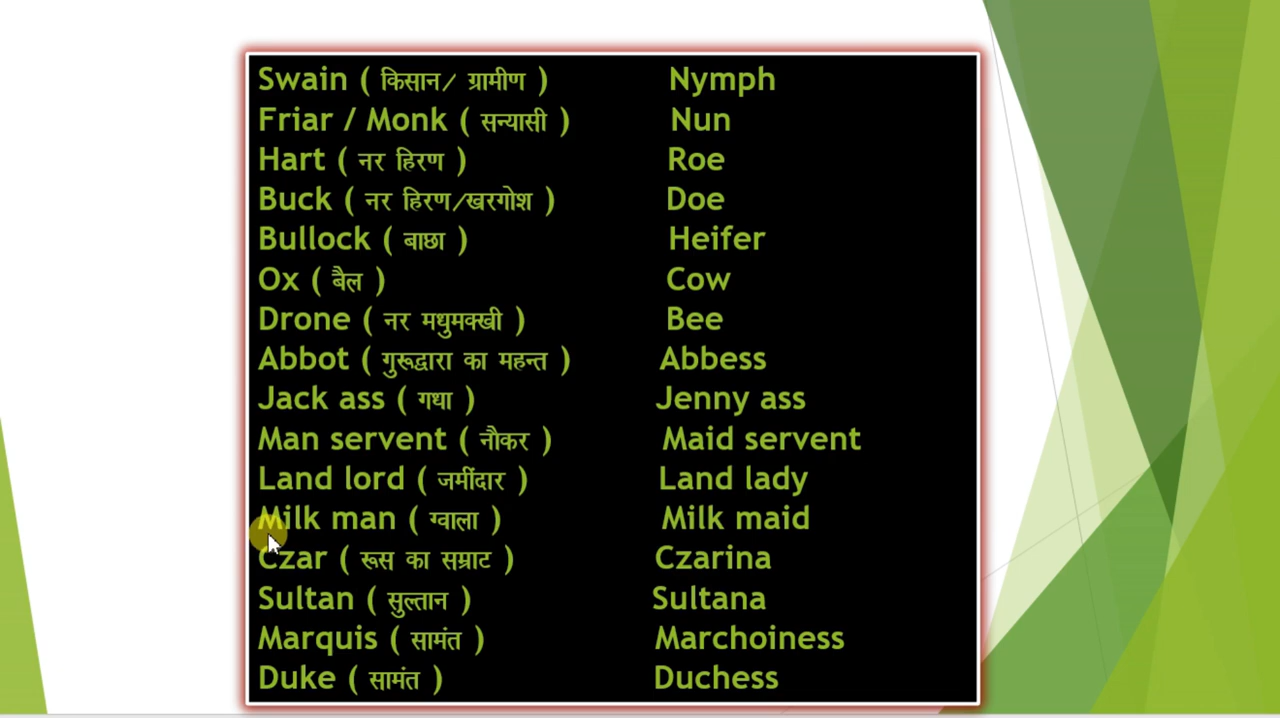 Swain ( किसान/ ग्रामीण ) Nymph
Friar / Monk ( सन्यासी ) Nun
Hart ( नर हिरण ) Roe
Buck ( नर हिरण/खरगोश ) Doe
Bullock ( बाछा ) Heifer
Ox ( बैल ) Cow
Drone ( नर मधुमक्खी ) Bee
Abbot ( गुरूद्वारा का महन्त ) Abbess
Jack ass ( गधा ) Jenny ass
Man servent ( नौकर ) Maid servent
Land lord ( जमींदार ) Land lady
Milk man ( ग्वाला ) Milk maid
Czar ( रूस का सम्राट ) Czarina
Sultan ( सुल्तान ) Sultana
Marquis ( सामंत ) Marchoiness
Duke ( सामंत ) Duchess